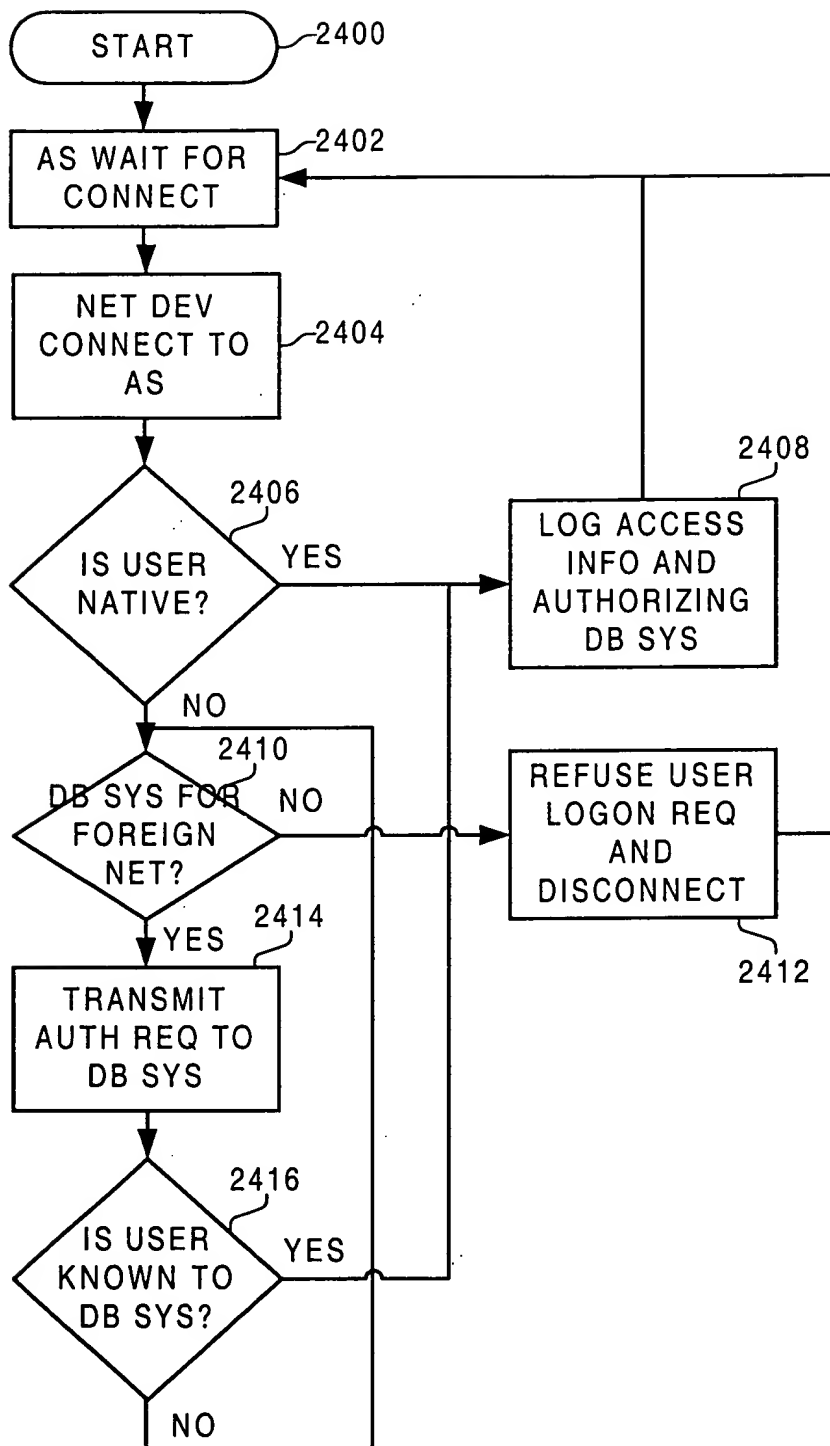 START
2400
AS WAIT FOR
CONNECT
2402
NET DEV
CONNECT TO
AS
2404
IS USER
NATIVE?
2406
YES
NO
LOG ACCESS
INFO AND
AUTHORIZING
DB SYS
2408
DB SYS FOR
FOREIGN
NET?
2410
NO
YES
REFUSE USER
LOGON REQ
AND
DISCONNECT
2412
TRANSMIT
AUTH REQ TO
DB SYS
2414
IS USER
KNOWN TO
DB SYS?
2416
YES
NO